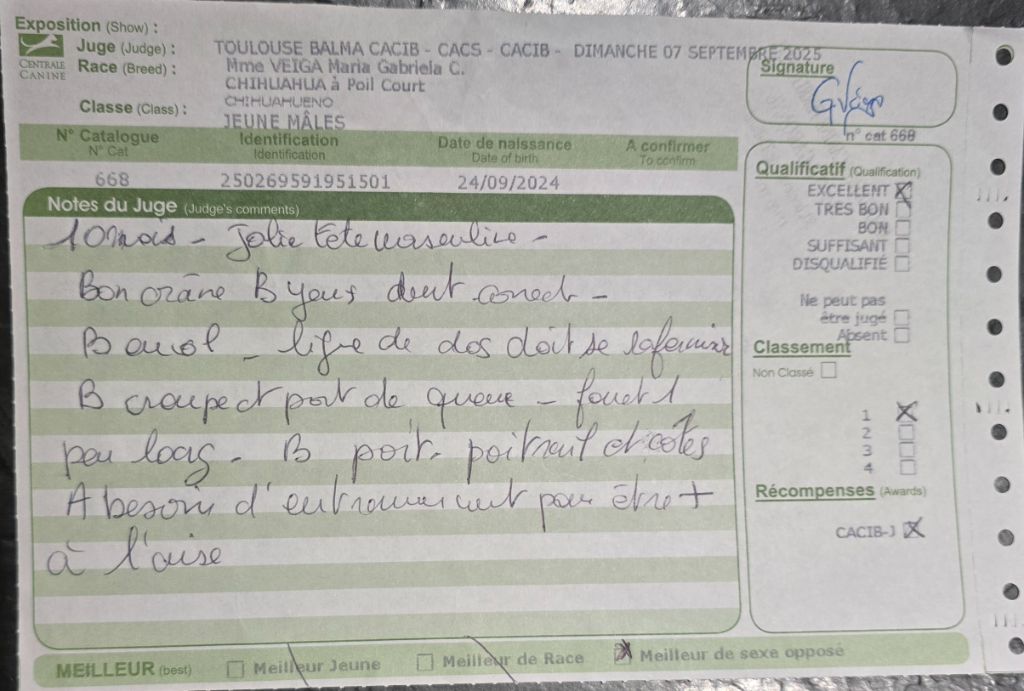 Exposition (Show) :
TOULOUSE BALMA CACIB - CACS - CACIB - DIMANCHE 07 SEPTEMBRE 2025
CENTRALE CANINE
Juge (Judge) : Mme VEIGA Maria Gabriela C.
Race (Breed) : CHIHUAHUA à Poil Court
CHIHUAHUENO
Classe (Class) : JEUNE MÂLES
Signature
n° cat 668
N° Catalogue Identification Date de naissance A confirmer
N° Cat Identification Date of birth To confirm
668 250269591951501 24/09/2024
Notes du Juge (Judge's comments)
10 mois - Jolie tête masculine -
Bon crâne B yeux dent correct -
B encol - ligne de dos doit se raffermir
B croupe et port de queue - fouet 1
peu long - B poit. poitrail et côtes
A besoin d'entrainement pour être +
à l'aise
Qualificatif (Qualification)
EXCELLENT
TRES BON
BON
SUFFISANT
DISQUALIFIÉ
Ne peut pas
être jugé
Absent
Classement
Non Classé
1
2
3
4
Récompenses (Awards)
CACIB-J
MEILLEUR (best) Meilleur Jeune Meilleur de Race Meilleur de sexe opposé